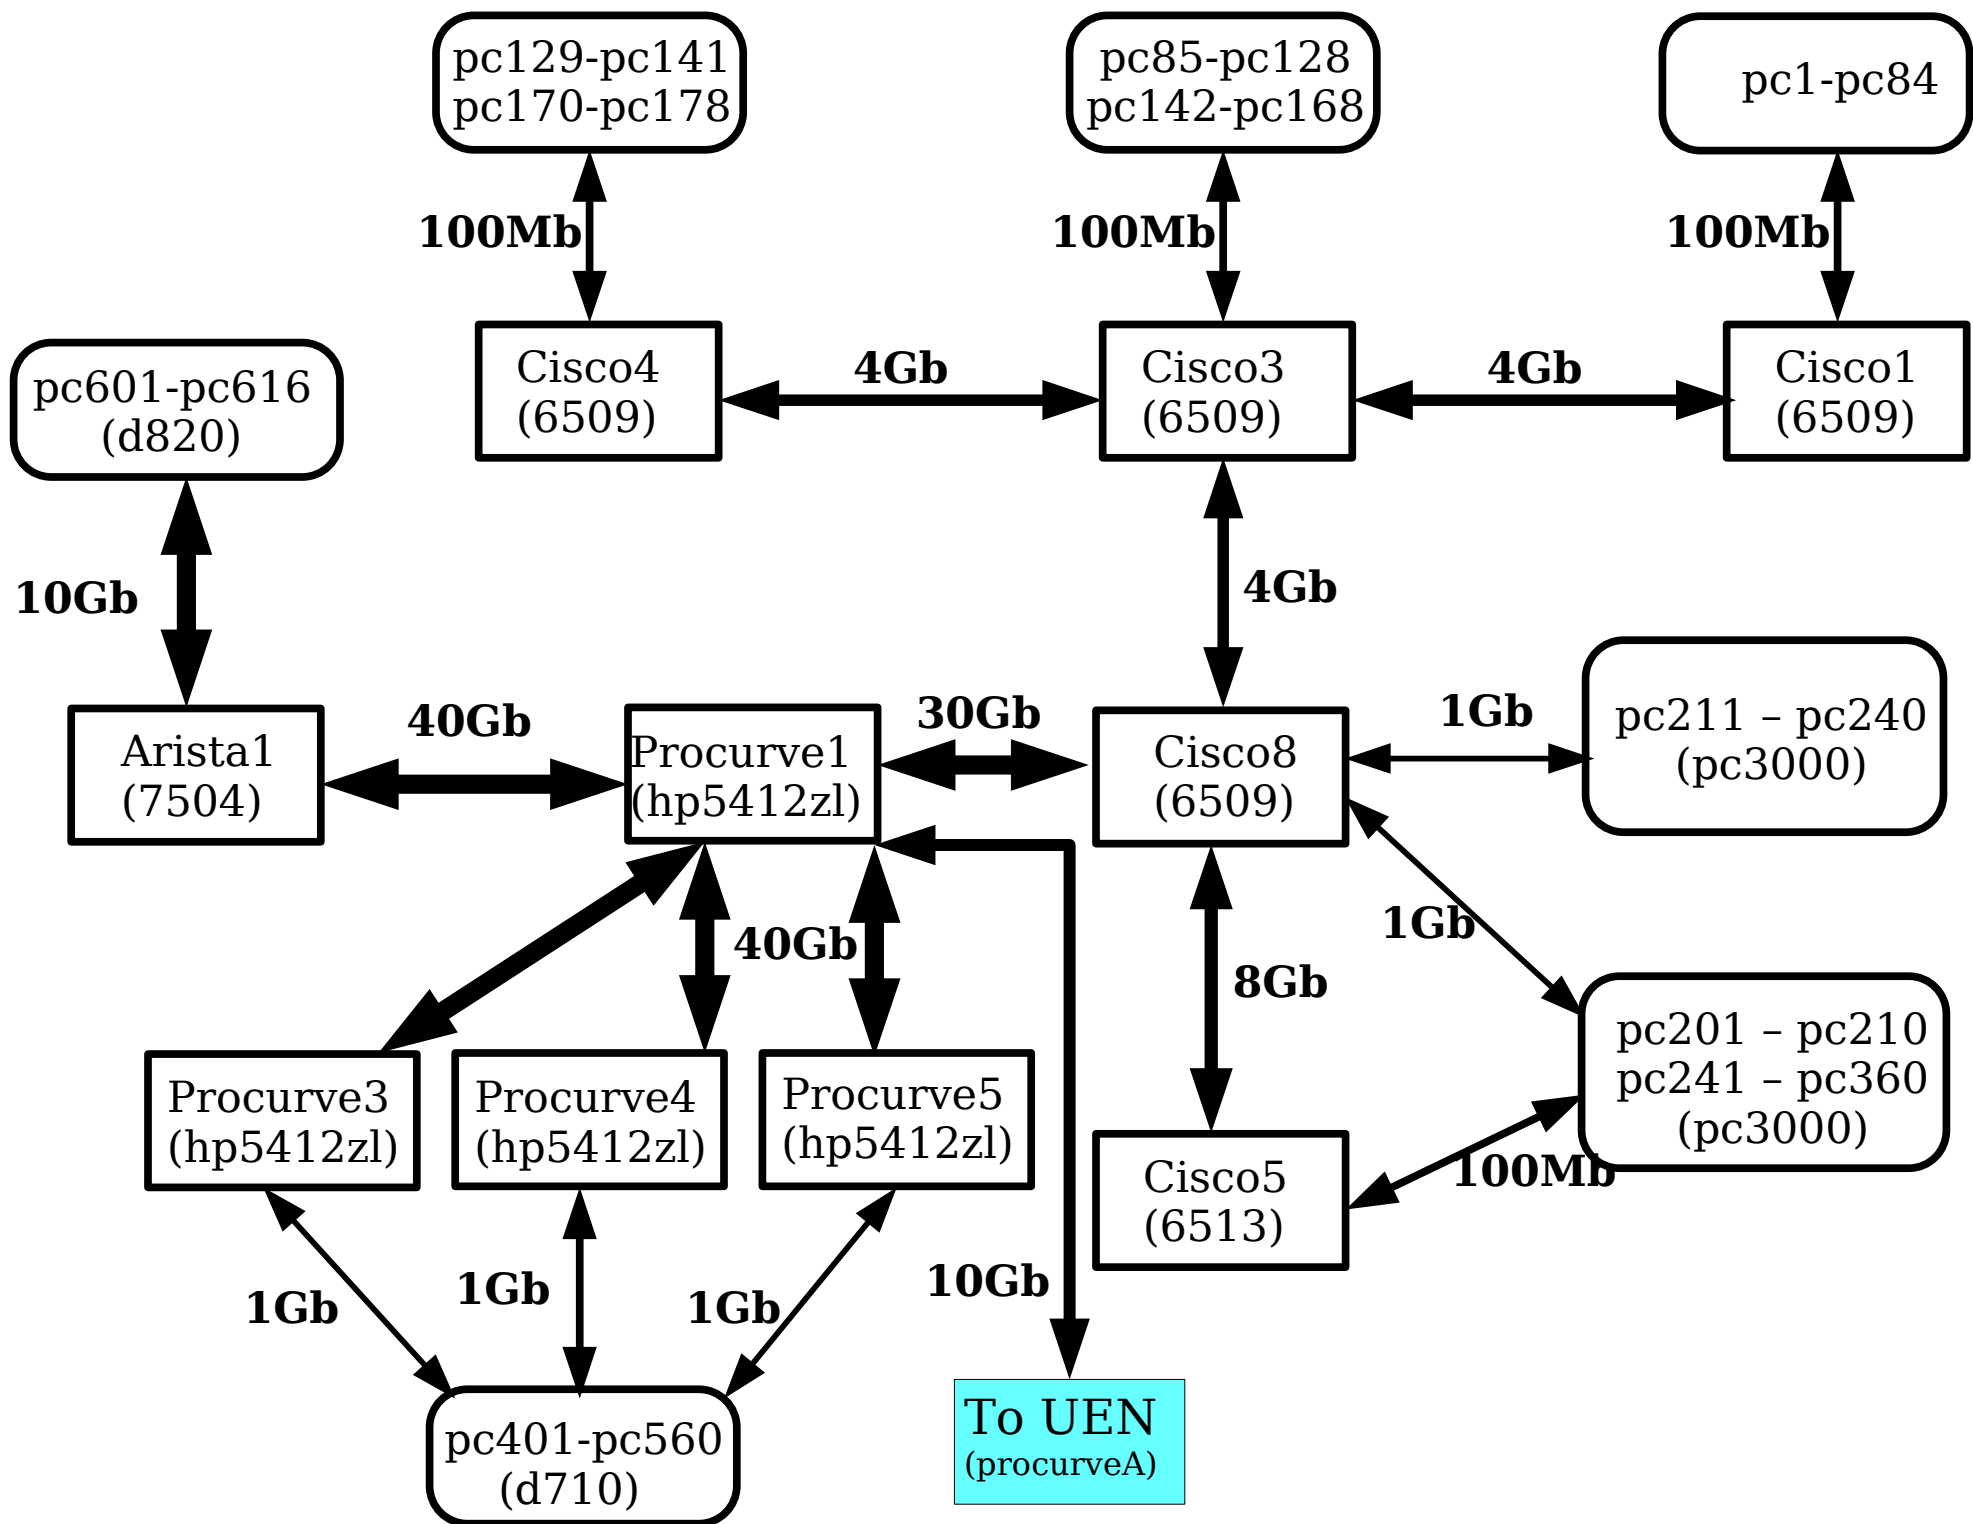 pc129-pc141
pc170-pc178
pc85-pc128
pc142-pc168
pc1-pc84
100Mb
100Mb
100Mb
Cisco4
(6509)
4Gb
Cisco3
(6509)
4Gb
Cisco1
(6509)
pc601-pc616
(d820)
10Gb
4Gb
Arista1
(7504)
40Gb
Procurve1
(hp5412zl)
30Gb
Cisco8
(6509)
1Gb
pc211 – pc240
(pc3000)
40Gb
1Gb
8Gb
pc201 – pc210
pc241 – pc360
(pc3000)
Procurve3
(hp5412zl)
Procurve4
(hp5412zl)
Procurve5
(hp5412zl)
Cisco5
(6513)
100Mb
1Gb
1Gb
1Gb
10Gb
pc401-pc560
(d710)
To UEN
(procurveA)